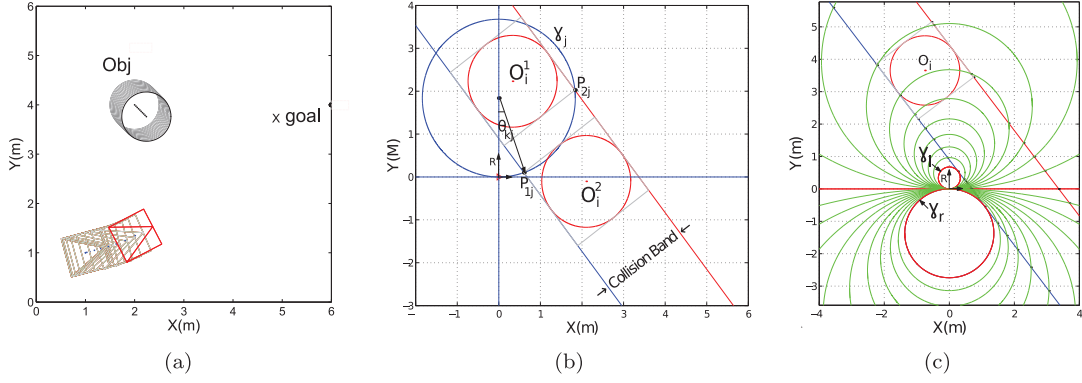 6
5
4
3
2
1
0
0 1 2 3 4 5 6
Y(m)
X(m)
Obj
x goal
(a)
4
3
2
1
0
−1
−2
3
−2 −1 0 1 2 3 4 5 6
Y(M)
X(m)
γj
Oi1
P2j
θkj
R
P1j
Oi2
→ Collision Band ←
(b)
5
4
3
2
1
0
−1
−2
−3
−4 −2 0 2 4
Y(m)
X(m)
Oi
γl
R
γr
(c)